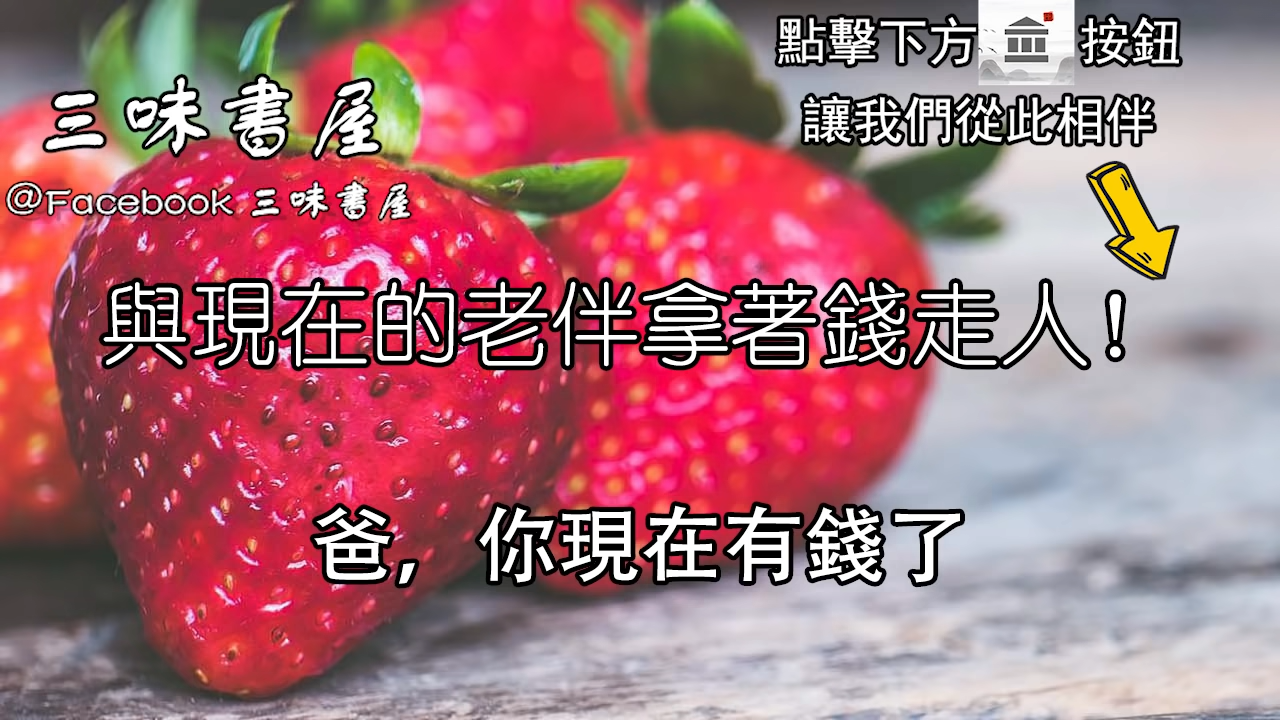 點擊下方 按鈕
讓我們從此相伴
三味書屋
@Facebook 三味書屋
與現在的老伴拿著錢走人!
爸, 你現在有錢了